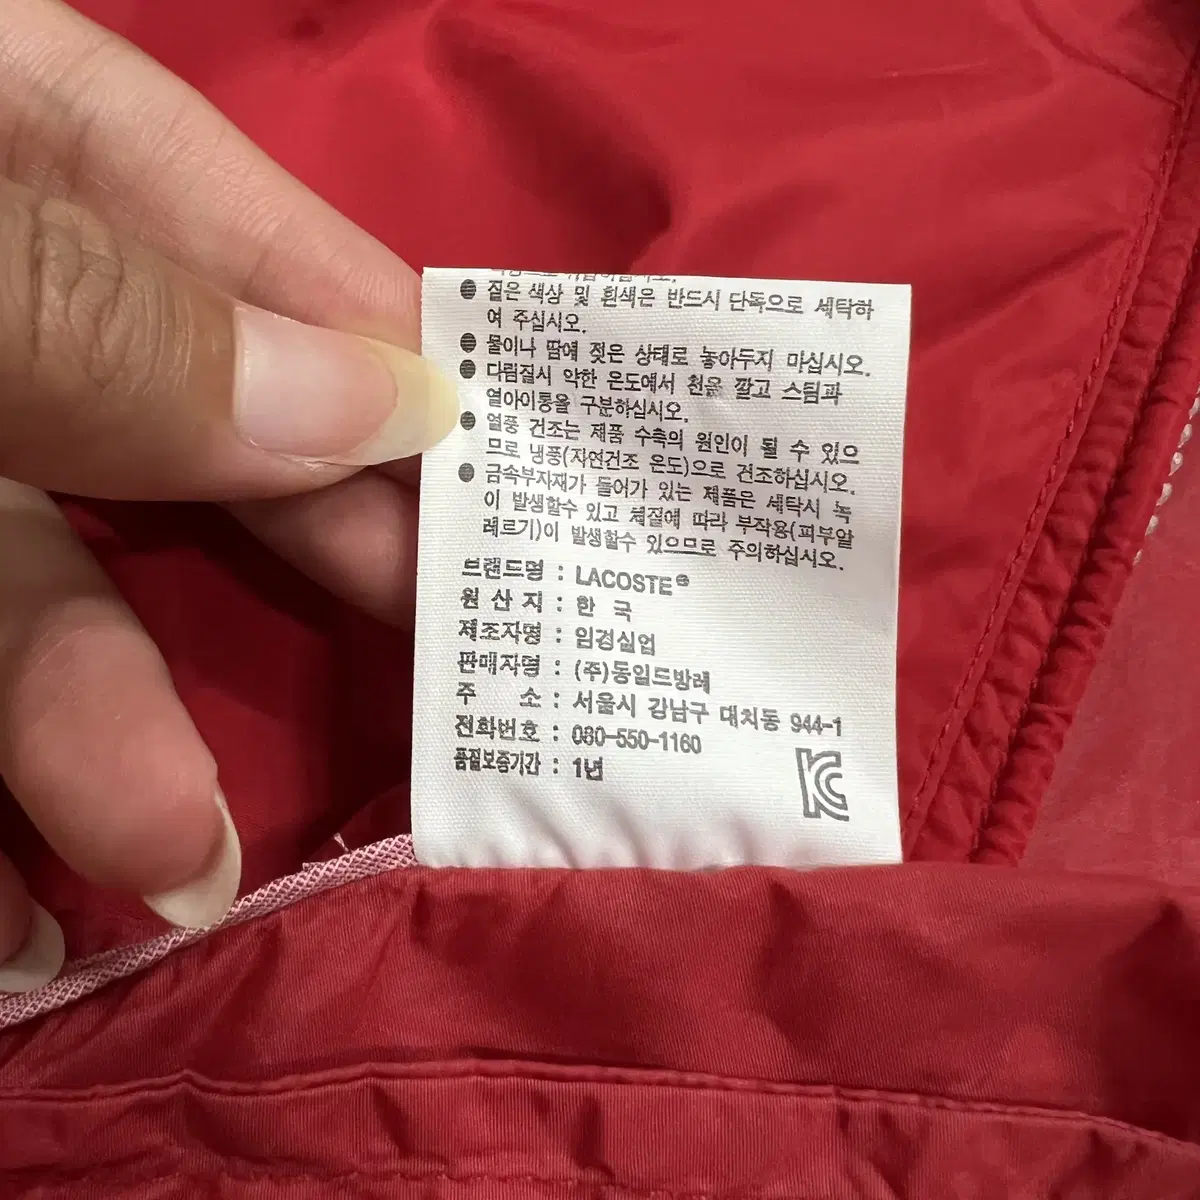 ● 짙은 색상 및 흰색은 반드시 단독으로 세탁하
여 주십시오.
● 물이나 땀에 젖은 상태로 놓아두지 마십시오.
● 다림질시 약한 온도에서 천을 깔고 스팀과
열아이롱을 구분하십시오.
● 열풍 건조는 제품 수축의 원인이 될 수 있으
므로 냉풍(자연건조 온도)으로 건조하십시오.
● 금속부자재가 들어가 있는 제품은 세탁시 녹
이 발생할수 있고 체질에 따라 부작용(피부알
레르기)이 발생할수 있으므로 주의하십시오.
브랜드명 : LACOSTE
원 산 지 : 한 국
제조자명 : 임경실업
판매자명 : (주)동일드방레
주 소 : 서울시 강남구 대치동 944-1
전화번호 : 080-550-1160
품질보증기간 : 1년